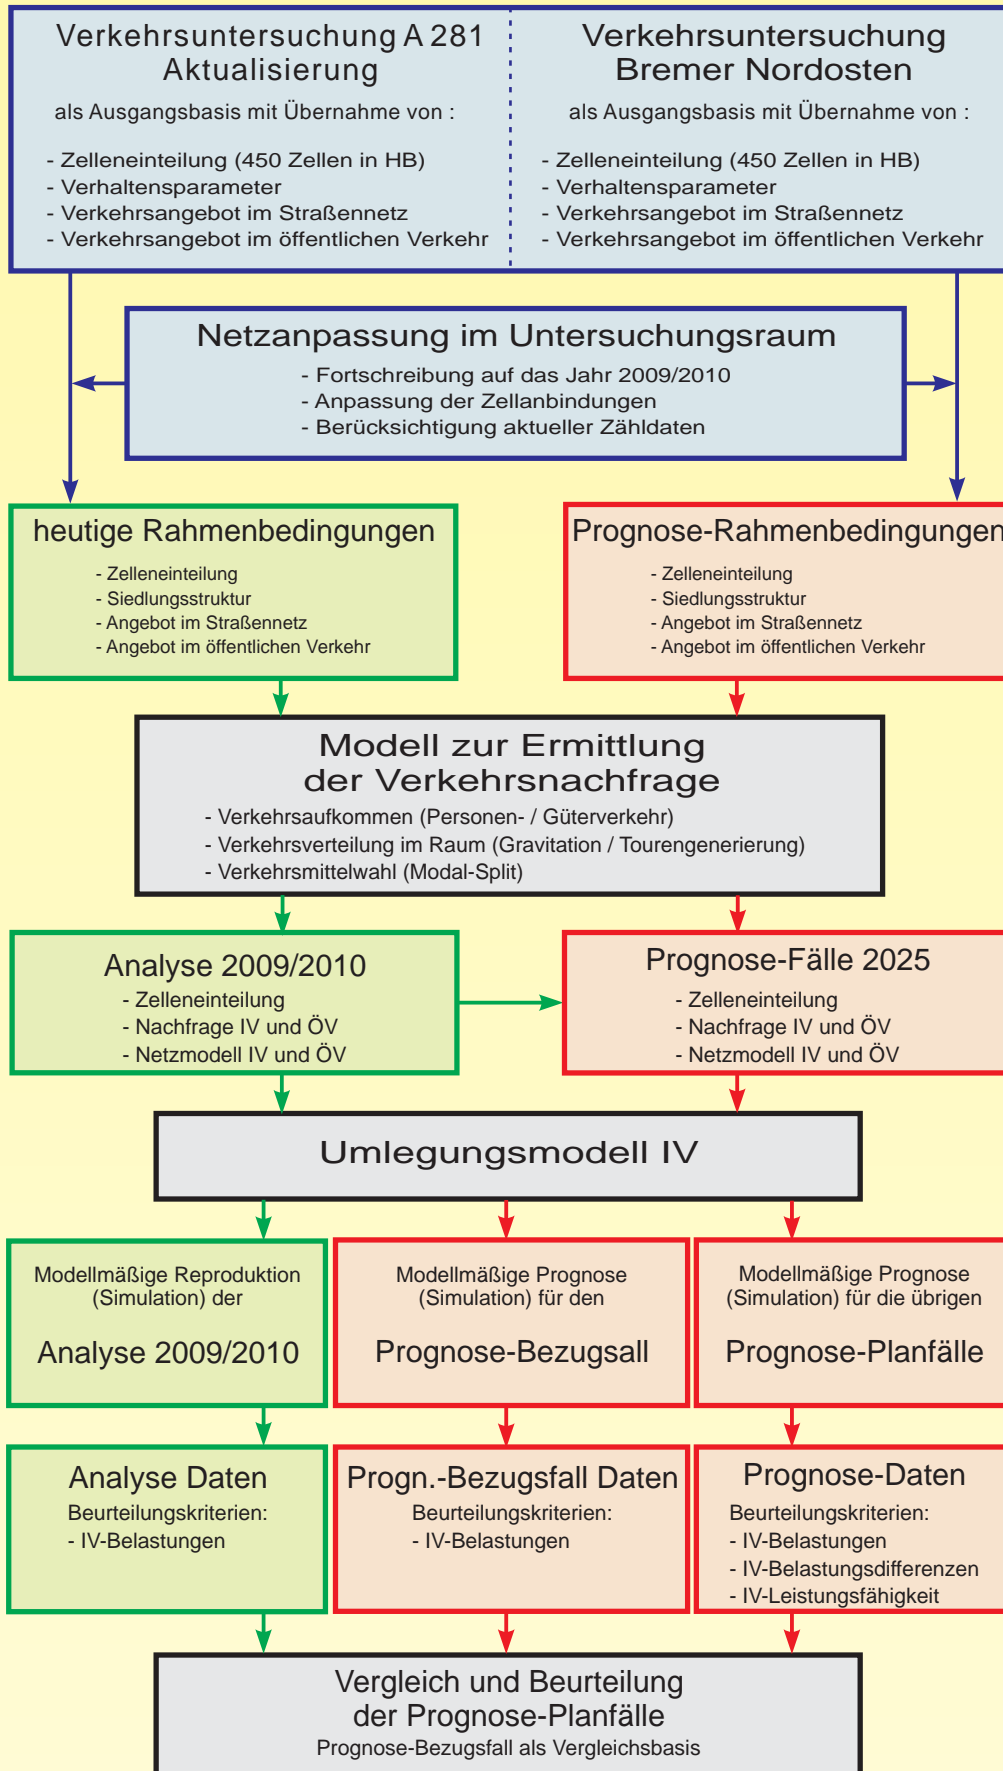 Verkehrsuntersuchung A 281
Aktualisierung
als Ausgangsbasis mit Übernahme von :
- Zelleneinteilung (450 Zellen in HB)
- Verhaltensparameter
- Verkehrsangebot im Straßennetz
- Verkehrsangebot im öffentlichen Verkehr
Verkehrsuntersuchung
Bremer Nordosten
als Ausgangsbasis mit Übernahme von :
- Zelleneinteilung (450 Zellen in HB)
- Verhaltensparameter
- Verkehrsangebot im Straßennetz
- Verkehrsangebot im öffentlichen Verkehr
Netzanpassung im Untersuchungsraum
- Fortschreibung auf das Jahr 2009/2010
- Anpassung der Zellanbindungen
- Berücksichtigung aktueller Zähldaten
heutige Rahmenbedingungen
- Zelleneinteilung
- Siedlungsstruktur
- Angebot im Straßennetz
- Angebot im öffentlichen Verkehr
Prognose-Rahmenbedingungen
- Zelleneinteilung
- Siedlungsstruktur
- Angebot im Straßennetz
- Angebot im öffentlichen Verkehr
Modell zur Ermittlung
der Verkehrsnachfrage
- Verkehrsaufkommen (Personen- / Güterverkehr)
- Verkehrsverteilung im Raum (Gravitation / Tourengenerierung)
- Verkehrsmittelwahl (Modal-Split)
Analyse 2009/2010
- Zelleneinteilung
- Nachfrage IV und ÖV
- Netzmodell IV und ÖV
Prognose-Fälle 2025
- Zelleneinteilung
- Nachfrage IV und ÖV
- Netzmodell IV und ÖV
Umlegungsmodell IV
Modellmäßige Reproduktion
(Simulation) der
Analyse 2009/2010
Modellmäßige Prognose
(Simulation) für den
Prognose-Bezugsall
Modellmäßige Prognose
(Simulation) für die übrigen
Prognose-Planfälle
Analyse Daten
Beurteilungskriterien:
- IV-Belastungen
Progn.-Bezugsfall Daten
Beurteilungskriterien:
- IV-Belastungen
Prognose-Daten
Beurteilungskriterien:
- IV-Belastungen
- IV-Belastungsdifferenzen
- IV-Leistungsfähigkeit
Vergleich und Beurteilung
der Prognose-Planfälle
Prognose-Bezugsfall als Vergleichsbasis